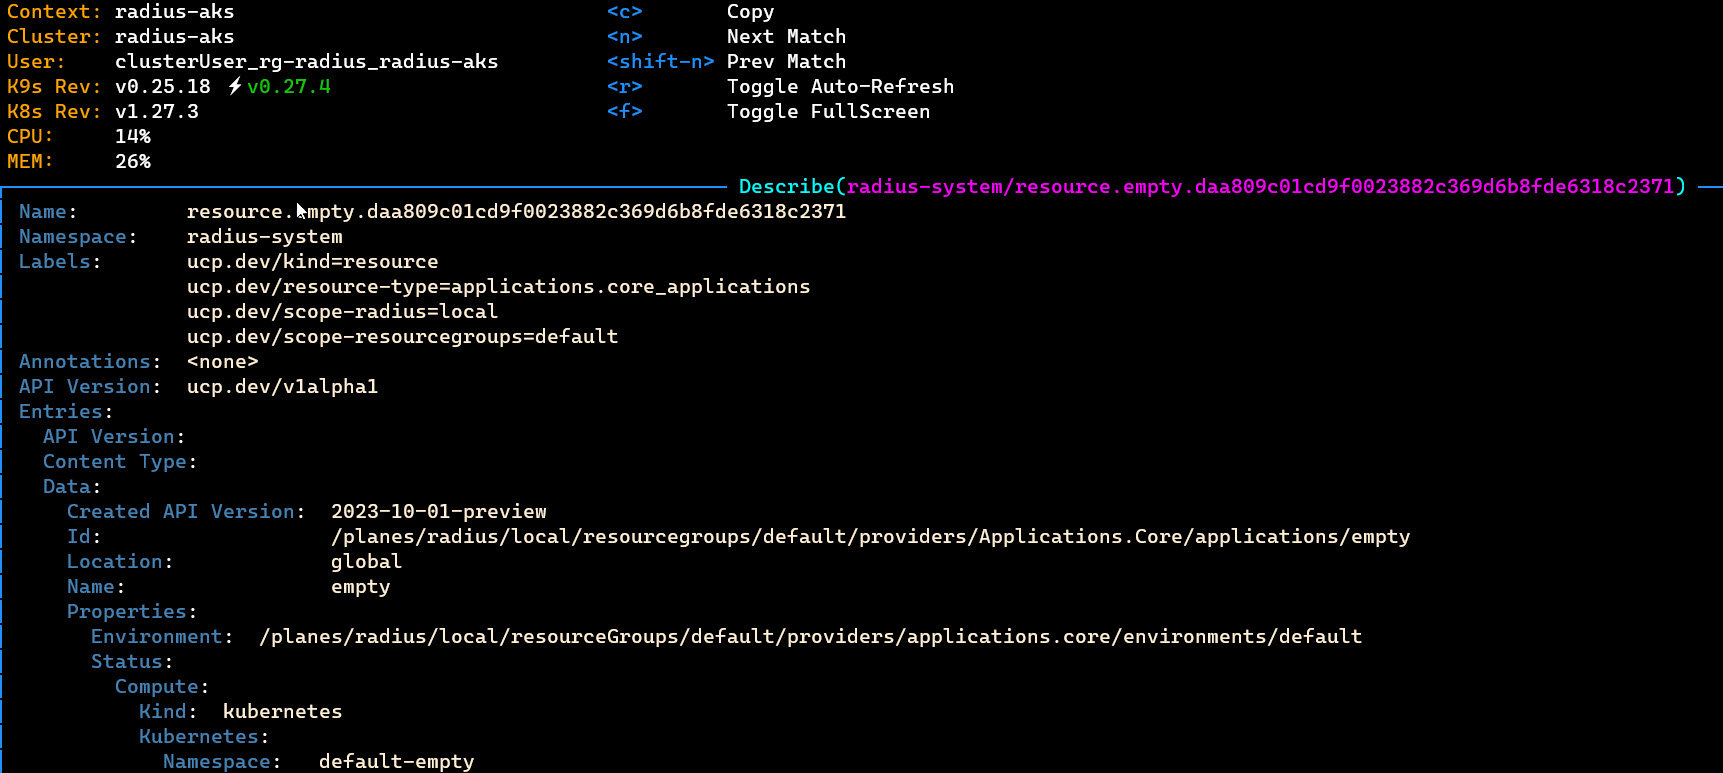 Context: radius-aks <c> Copy
Cluster: radius-aks <n> Next Match
User: clusterUser_rg-radius_radius-aks <shift-n> Prev Match
K9s Rev: v0.25.18 ⚡v0.27.4 <r> Toggle Auto-Refresh
K8s Rev: v1.27.3 <f> Toggle FullScreen
CPU: 14%
MEM: 26%
Describe(radius-system/resource.empty.daa809c01cd9f0023882c369d6b8fde6318c2371)
Name: resource.empty.daa809c01cd9f0023882c369d6b8fde6318c2371
Namespace: radius-system
Labels: ucp.dev/kind=resource
ucp.dev/resource-type=applications.core_applications
ucp.dev/scope-radius=local
ucp.dev/scope-resourcegroups=default
Annotations: <none>
API Version: ucp.dev/v1alpha1
Entries:
API Version:
Content Type:
Data:
Created API Version: 2023-10-01-preview
Id: /planes/radius/local/resourcegroups/default/providers/Applications.Core/applications/empty
Location: global
Name: empty
Properties:
Environment: /planes/radius/local/resourceGroups/default/providers/applications.core/environments/default
Status:
Compute:
Kind: kubernetes
Kubernetes:
Namespace: default-empty